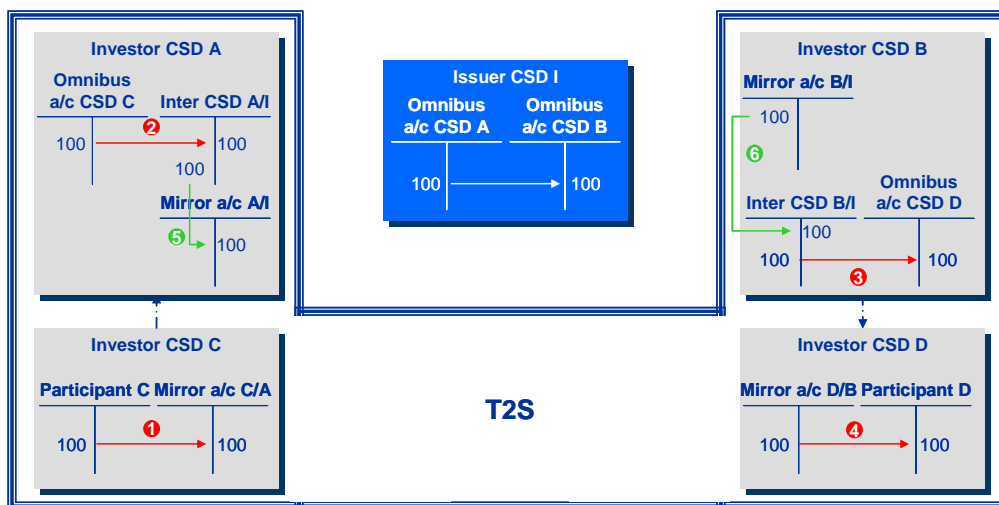 Investor CSD A
Omnibus
a/c CSD C
Inter CSD A/I
100
2
100
100
Mirror a/c A/I
5
100
Issuer CSD I
Omnibus
a/c CSD A
Omnibus
a/c CSD B
100
100
Investor CSD B
Mirror a/c B/I
100
6
Inter CSD B/I
Omnibus
a/c CSD D
100
100
3
100
Investor CSD C
Participant C
Mirror a/c C/A
100
1
100
T2S
Investor CSD D
Mirror a/c D/B
Participant D
100
4
100